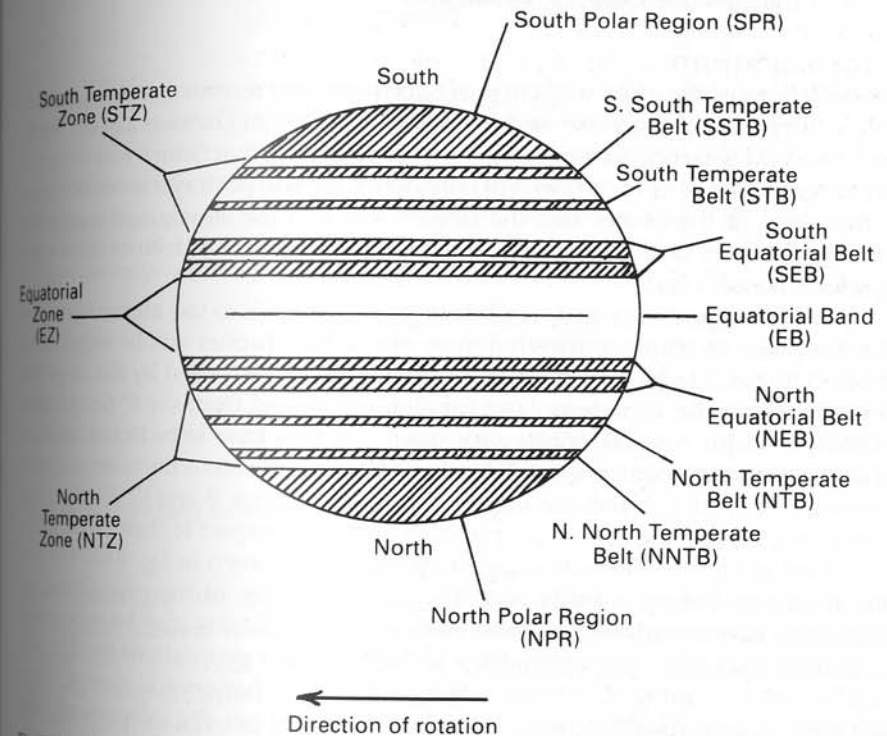 South Polar Region (SPR)
South
South Temperate
Zone (STZ)
S. South Temperate
Belt (SSTB)
South Temperate
Belt (STB)
South
Equatorial Belt
(SEB)
Equatorial
Zone
(EZ)
Equatorial Band
(EB)
North
Equatorial Belt
(NEB)
North Temperate
Belt (NTB)
North
Temperate
Zone (NTZ)
North
N. North Temperate
Belt (NNTB)
North Polar Region
(NPR)
Direction of rotation